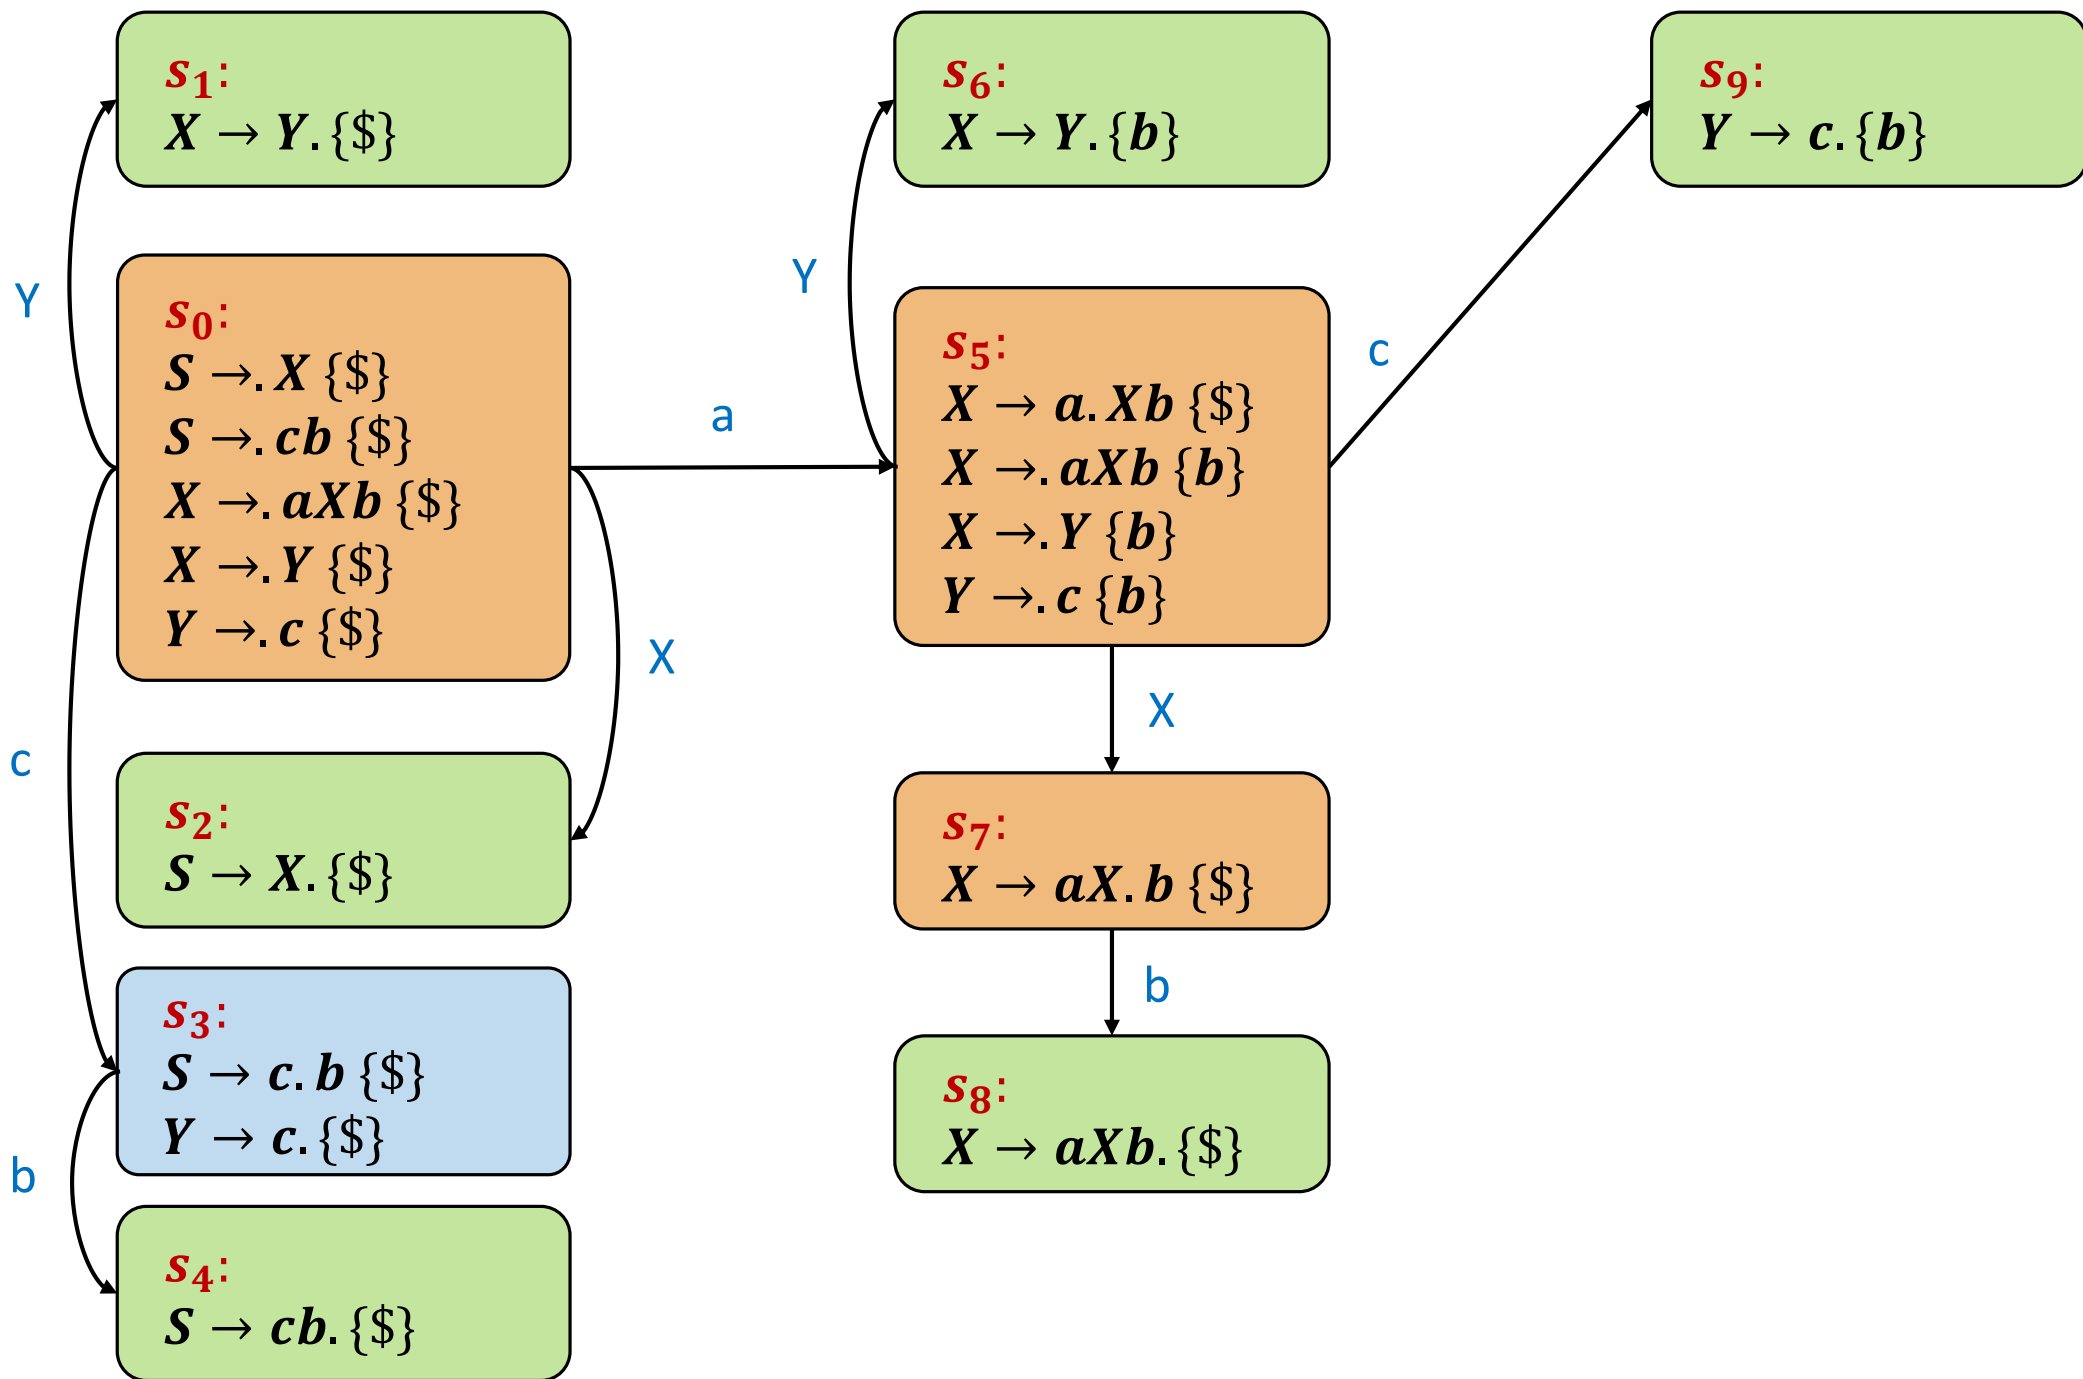 s₁:
X → Y. {$}
Y
s₀:
S →. X {$}
S →. cb {$}
X →. aXb {$}
X →. Y {$}
Y →. c {$}
a
X
c
s₂:
S → X. {$}
s₃:
S → c. b {$}
Y → c. {$}
b
s₄:
S → cb. {$}
s₆:
X → Y. {b}
Y
s₅:
X → a. Xb {$}
X →. aXb {b}
X →. Y {b}
Y →. c {b}
c
X
s₇:
X → aX. b {$}
b
s₈:
X → aXb. {$}
s₉:
Y → c. {b}